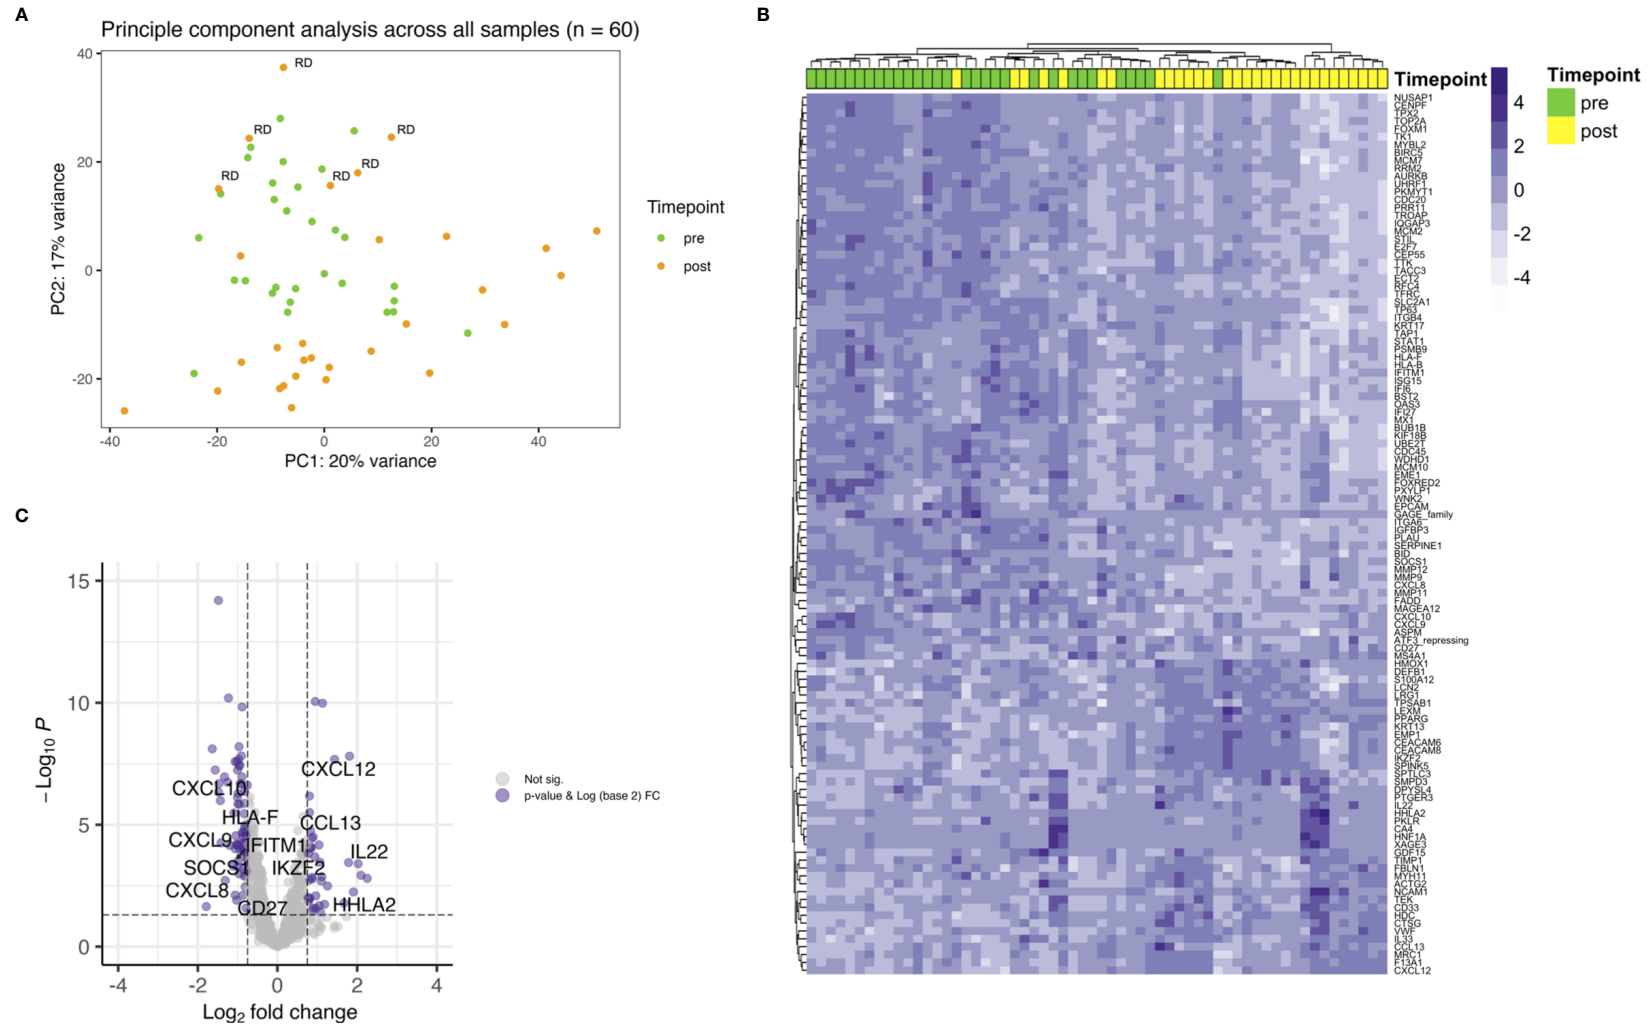 A
Principle component analysis across all samples (n = 60)
40
20
0
-20
-40
-20
0
20
40
PC2: 17% variance
PC1: 20% variance
RD
RD
RD
RD
RD
RD
Timepoint
pre
post
B
Timepoint
4
2
0
-2
-4
Timepoint
pre
post
NUSAP1
CENPF
TPX2
TOP2A
FOXM1
TK1
MYBL2
BIRC5
MCM7
RRM2
AURKB
UHRF1
PKMYT1
CDC20
PRR11
TROAP
IQGAP3
MCM2
STIL
E2F7
CEP55
TTK
TACC3
ECT2
RFC4
TFRC
SLC2A1
TP63
ITGB4
KRT17
TAP1
STAT1
PSMB9
HLA-F
HLA-B
IFITM1
ISG15
IFI6
BST2
OAS3
IFI27
MX1
BUB1B
KIF18B
UBE2T
CDC45
WDHD1
MCM10
EME1
FOXRED2
PXYLP1
WNK2
EPCAM
GAGE_family
ITGA6
IGFBP3
PLAU
SERPINE1
BID
SOCS1
MMP12
MMP9
CXCL8
MMP11
FADD
MAGEA12
CXCL10
CXCL9
ASPM
ATF3_repressing
CD27
MS4A1
HMOX1
DEFB1
S100A12
LCN2
LRG1
TPSAB1
LEXM
PPARG
KRT13
EMP1
CEACAM6
CEACAM8
IKZF2
SPINK5
SPTLC3
SMPD3
DPYSL4
PTGER3
IL22
HHLA2
PKLR
CA4
HNF1A
XAGE3
GDF15
TIMP1
FBLN1
MYH11
ACTG2
NCAM1
TEK
CD33
HDC
CTSG
VWF
IL33
CCL13
MRC1
F13A1
CXCL12
C
15
10
5
0
-4
-2
0
2
4
−Log10 P
Log2 fold change
CXCL12
CXCL10
HLA-F
CCL13
CXCL9
IFITM1
IL22
SOCS1
IKZF2
CXCL8
CD27
HHLA2
Not sig.
p-value & Log (base 2) FC